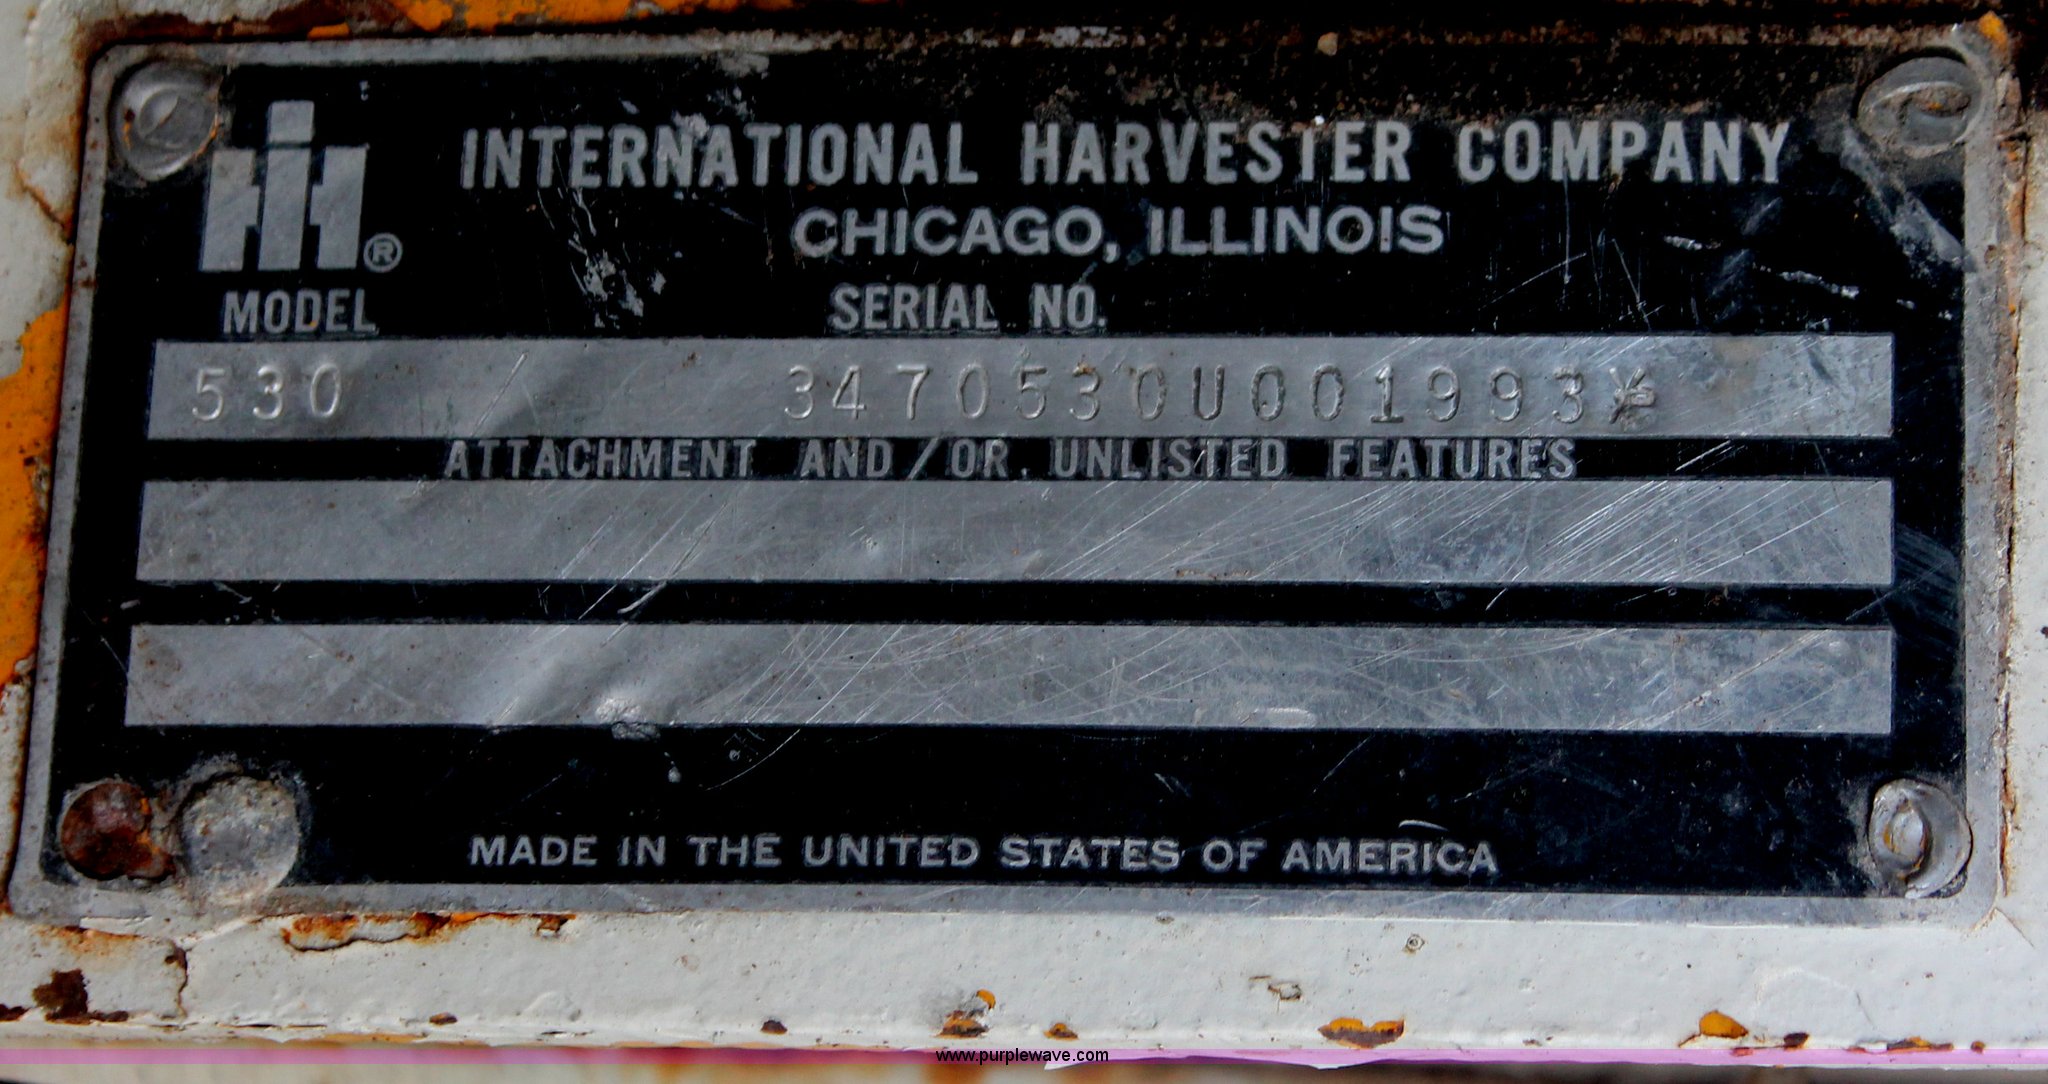 IH®
INTERNATIONAL HARVESTER COMPANY
CHICAGO, ILLINOIS
MODEL SERIAL NO.
530 3470530U001993
ATTACHMENT AND/OR UNLISTED FEATURES
MADE IN THE UNITED STATES OF AMERICA
www.purplewave.com